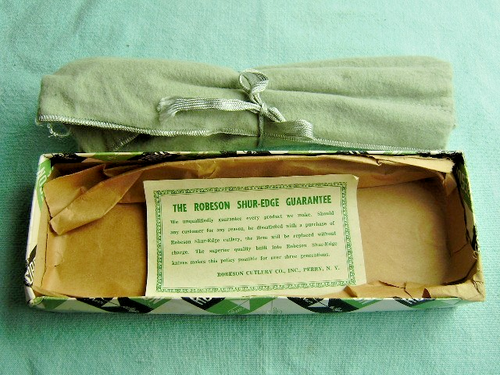 THE ROBESON SHUR-EDGE GUARANTEE
We unqualifiedly guarantee every product we make. Should
any customer for any reason, be dissatisfied with a purchase of
Robeson Shur-Edge cutlery, the item will be replaced without
charge. The superior quality built into Robeson Shur-Edge
knives makes this policy possible for over three generations.
ROBESON CUTLERY CO., INC., PERRY, N. Y.